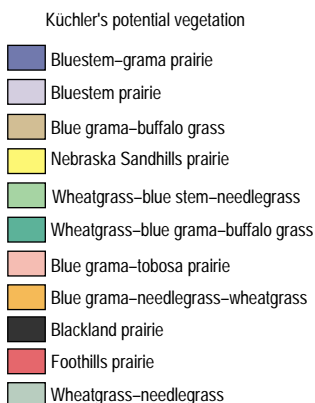 Küchler's potential vegetation
Bluestem–grama prairie
Bluestem prairie
Blue grama–buffalo grass
Nebraska Sandhills prairie
Wheatgrass–blue stem–needlegrass
Wheatgrass–blue grama–buffalo grass
Blue grama–tobosa prairie
Blue grama–needlegrass–wheatgrass
Blackland prairie
Foothills prairie
Wheatgrass–needlegrass